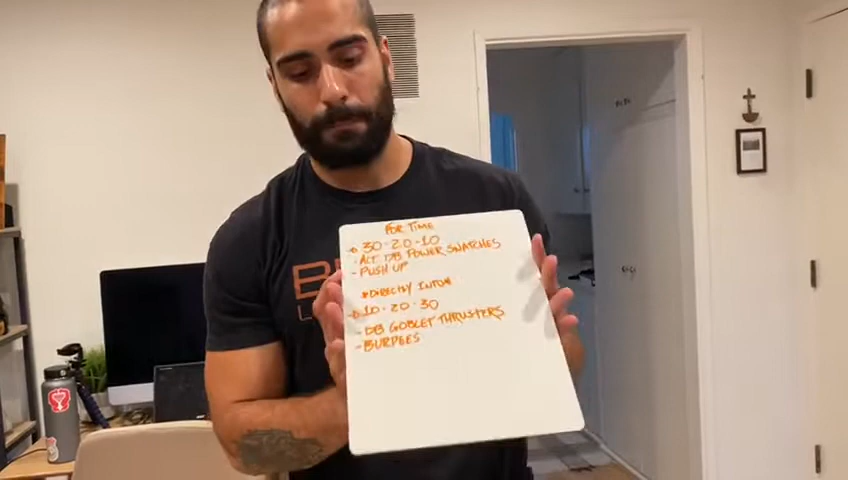 FOR TIME
30-20-10
- ALT DB POWER SNATCHES
- PUSH UP
*DIRECTLY INTO*
10-20-30
- DB GOBLET THRUSTERS
- BURPEES